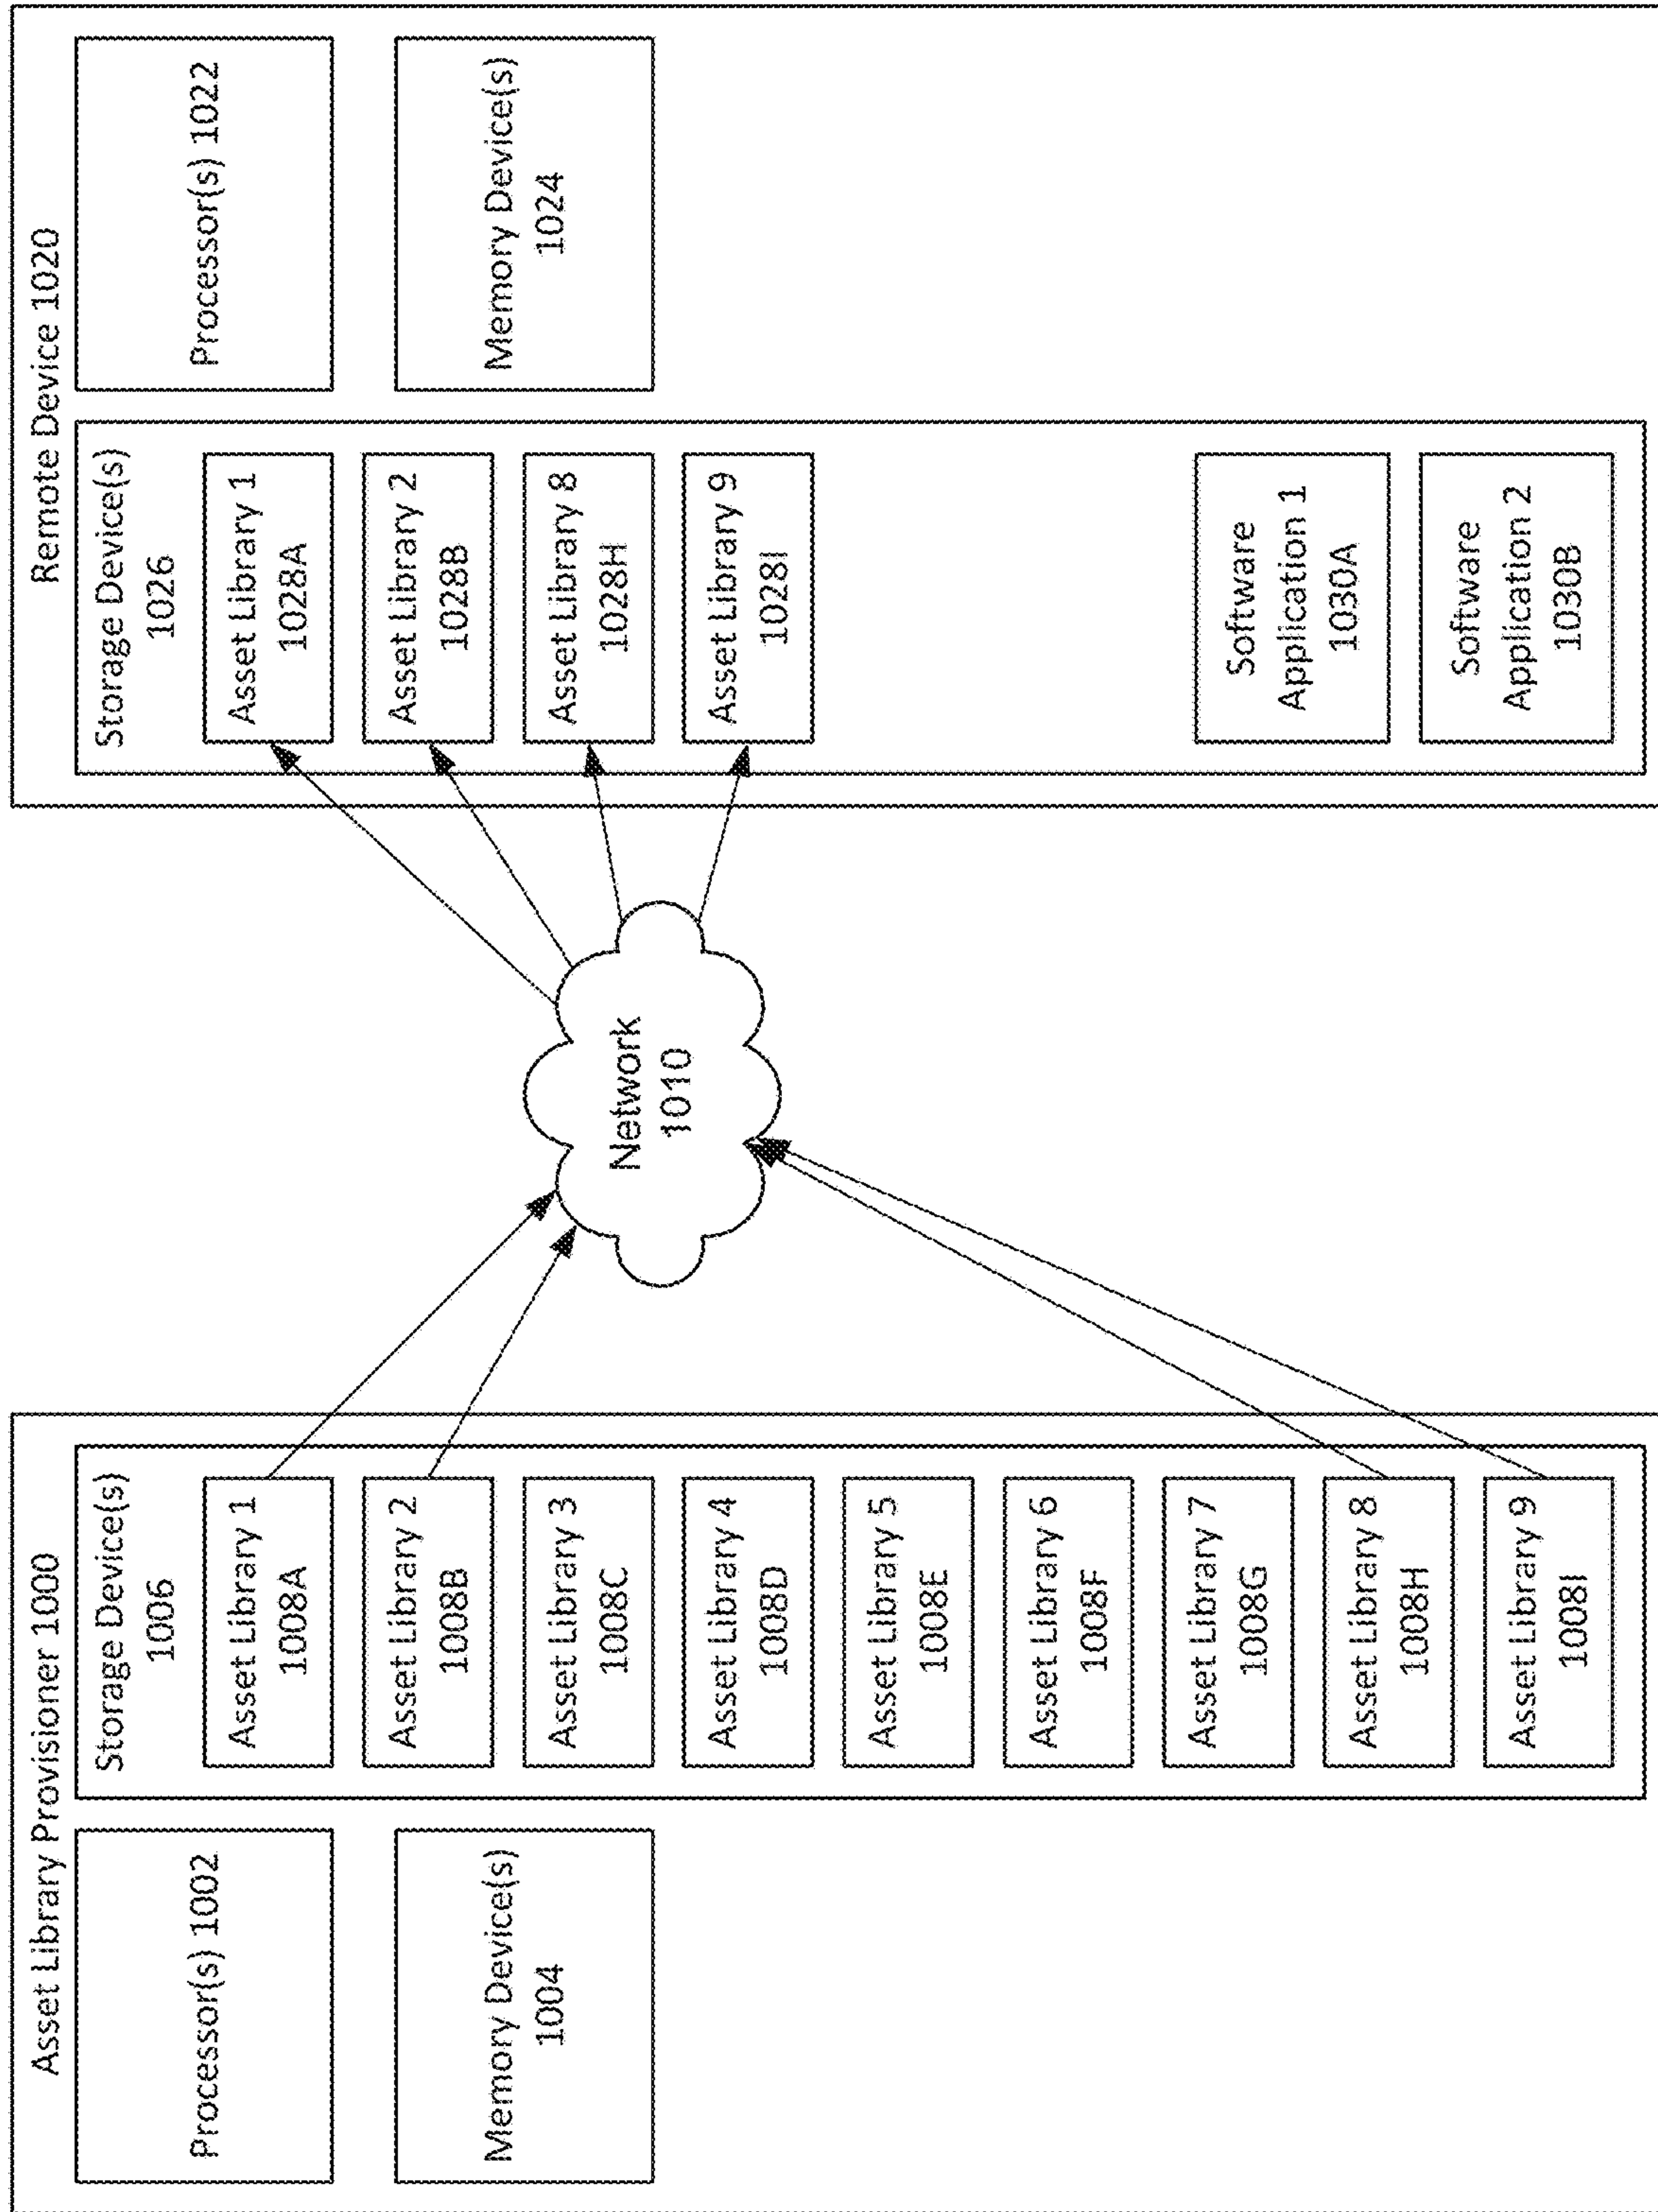 Asset Library Provisioner 1000
Processor(s) 1002
Memory Device(s)
1004
Storage Device(s)
1006
Asset Library 1
1008A
Asset Library 2
1008B
Asset Library 3
1008C
Asset Library 4
1008D
Asset Library 5
1008E
Asset Library 6
1008F
Asset Library 7
1008G
Asset Library 8
1008H
Asset Library 9
1008I
Network
1010
Remote Device 1020
Storage Device(s)
1026
Asset Library 1
1028A
Asset Library 2
1028B
Asset Library 8
1028H
Asset Library 9
1028I
Software
Application 1
1030A
Software
Application 2
1030B
Processor(s) 1022
Memory Device(s)
1024